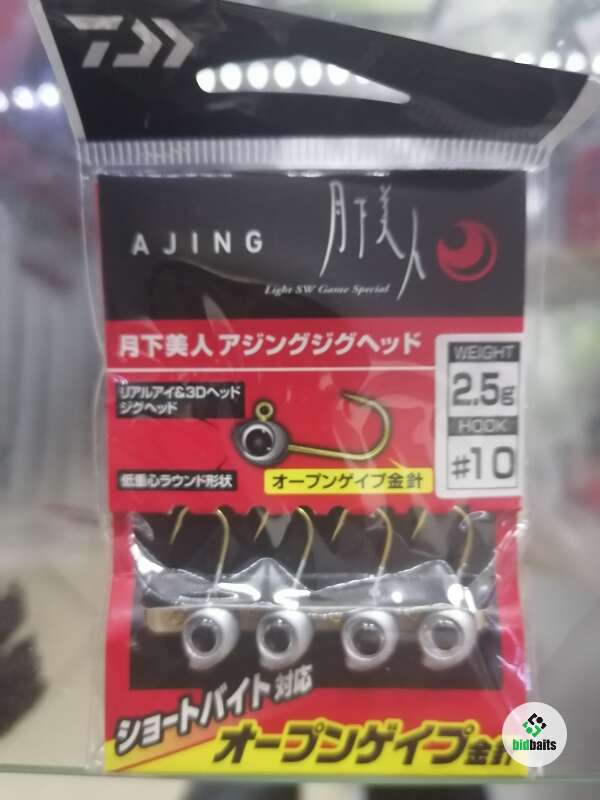 AJING
月下美人
Light SW Game Special
月下美人 アジングジグヘッド
WEIGHT
2.5g
HOOK
#10
リアルアイ&3Dヘッド
ジグヘッド
低重心ラウンド形状
オープンゲイプ金針
ショートバイト対応
オープンゲイプ金針
bidbaits